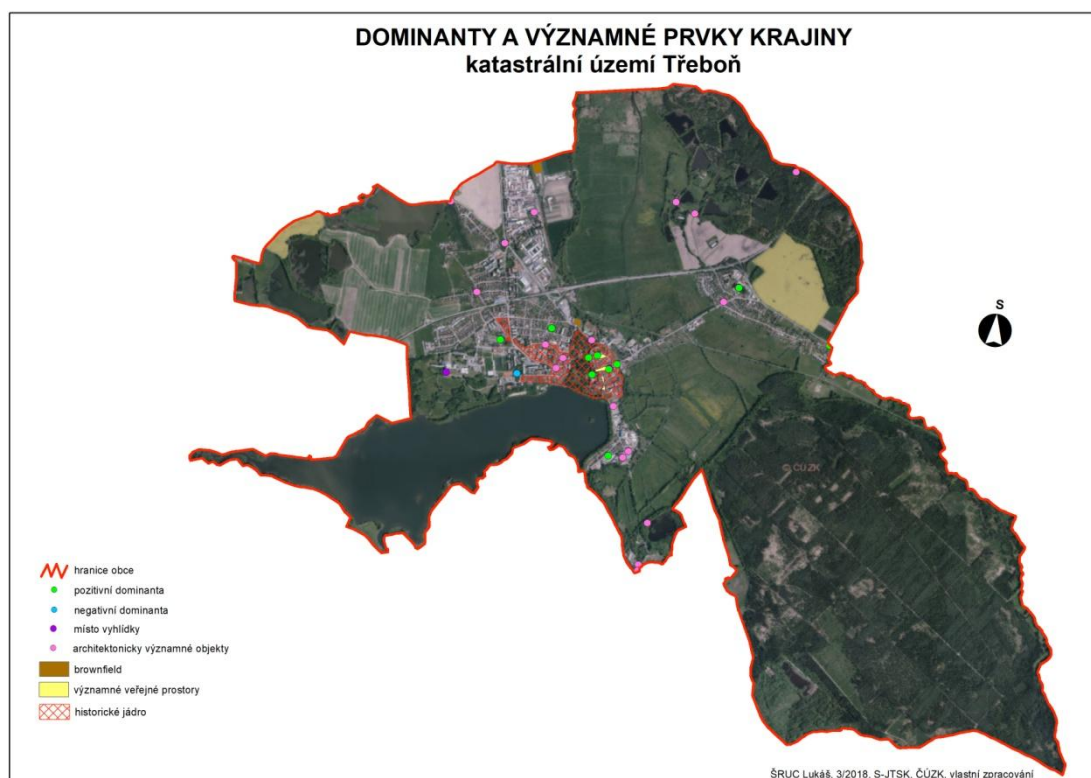 DOMINANTY A VÝZNAMNÉ PRVKY KRAJINY
katastrální území Třeboň
S
© ČÚZK
hranice obce
pozitivní dominanta
negativní dominanta
místo vyhlídky
architektonicky významné objekty
brownfield
významné veřejné prostory
historické jádro
ŠRUC Lukáš, 3/2018, S-JTSK, ČÚZK, vlastní zpracování